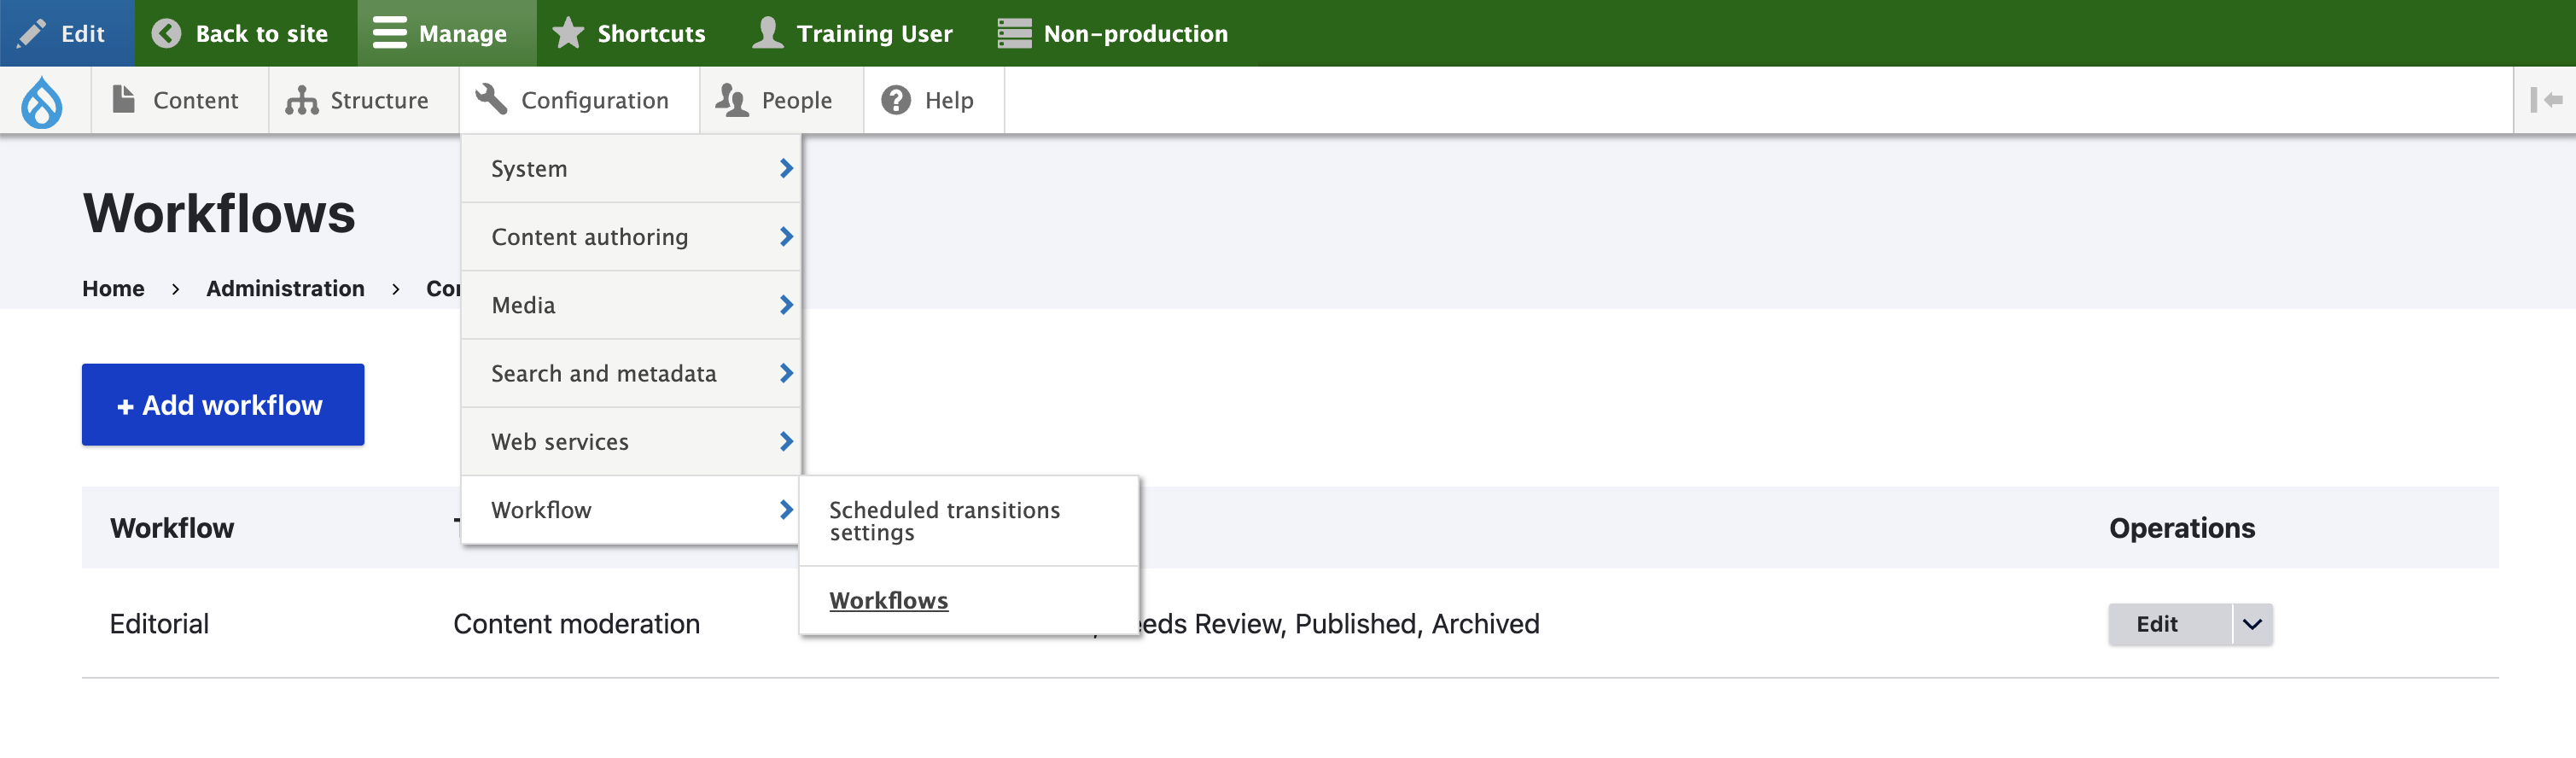 Edit Back to site Manage Shortcuts Training User Non-production
Content Structure Configuration People Help
System
Content authoring
Media
Search and metadata
Web services
Workflow
Scheduled transitions
settings
Workflows
Workflows
Home > Administration >
+ Add workflow
Workflow Operations
Editorial Content moderation Review, Published, Archived Edit